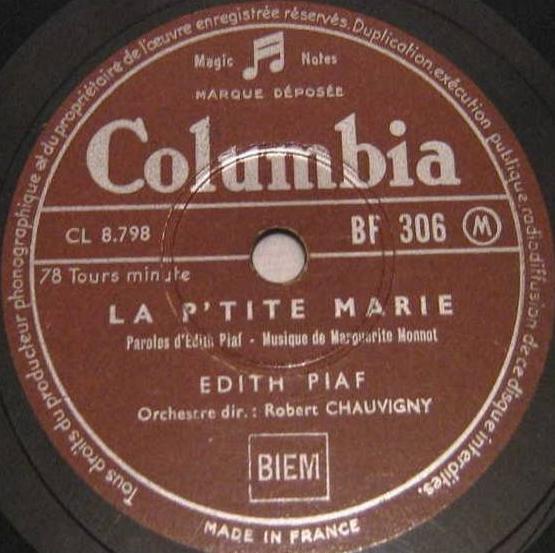 Tous droits du producteur phonographique et du propriétaire de l'œuvre enregistrée réservés. Duplication, exécution publique, radiodiffusion de ce disque interdites.
Magic Notes
MARQUE DÉPOSÉE
Columbia
CL 8.798 BF 306 M
78 Tours minute
LA P'TITE MARIE
Paroles d'Edith Piaf - Musique de Marguerite Monnot
EDITH PIAF
Orchestre dir. : Robert CHAUVIGNY
BIEM
MADE IN FRANCE